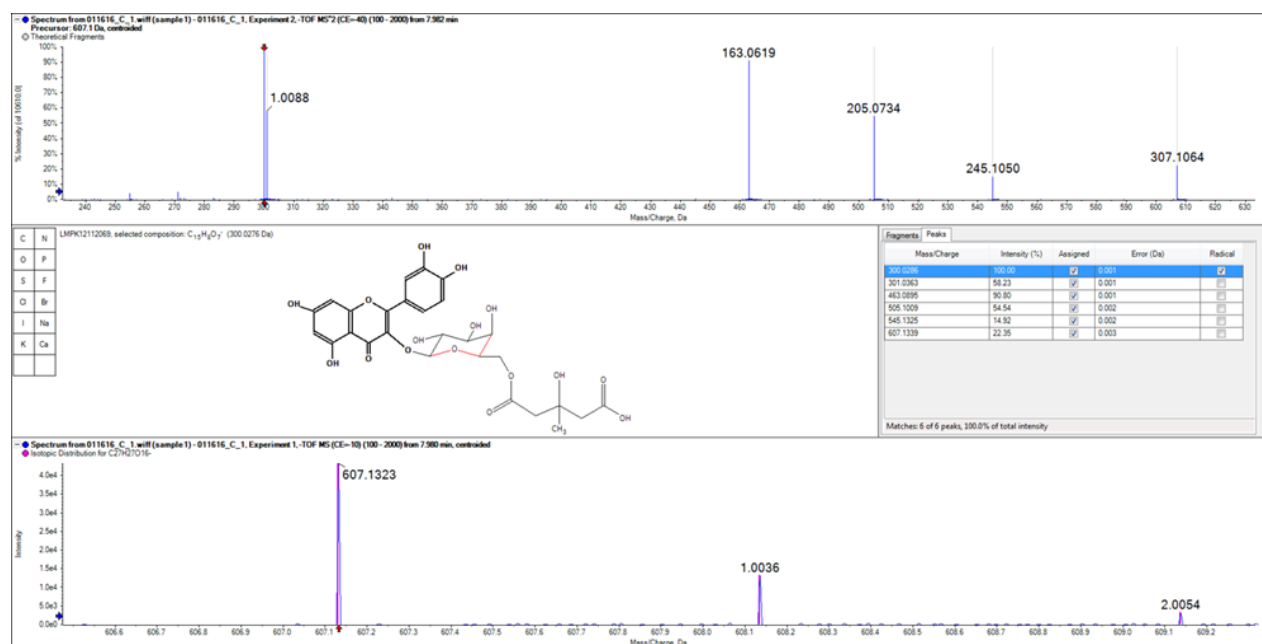 Spectrum from 011616_C_1.wiff (sample 1) - 011616_C_1, Experiment 2, -TOF MS^2 (CE=-40) (100 - 2000) from 7.982 min
Precursor: 607.1 Da, centroided
Theoretical Fragments
% Intensity (of 10610.0)
100%
90%
80%
70%
60%
50%
40%
30%
20%
10%
0%
1.0088
163.0619
205.0734
245.1050
307.1064
240 250 260 270 280 290 300 310 320 330 340 350 360 370 380 390 400 410 420 430 440 450 460 470 480 490 500 510 520 530 540 550 560 570 580 590 600 610 620 630
Mass/Charge, Da
C N
O P
S F
Cl Br
I Na
K Ca
LMPK12112069, selected composition: C15H8O7- (300.0276 Da)
OH
OH
HO
O
OH
O
O
HO
OH
OH
O
O
O
OH
CH3
O
OH
Fragments Peaks
Mass/Charge Intensity (%) Assigned Error (Da) Radical
300.0286 100.00 0.001
301.0363 58.23 0.001
463.0895 90.80 0.001
505.1009 54.54 0.002
545.1325 14.92 0.002
607.1339 22.35 0.003
Matches: 6 of 6 peaks, 100.0% of total intensity
Spectrum from 011616_C_1.wiff (sample 1) - 011616_C_1, Experiment 1, -TOF MS (CE=-10) (100 - 2000) from 7.980 min, centroided
Isotopic Distribution for C27H27O16-
Intensity
4.0e4
3.5e4
3.0e4
2.5e4
2.0e4
1.5e4
1.0e4
5.0e3
0.0e0
607.1323
1.0036
2.0054
606.6 606.7 606.8 606.9 607.0 607.1 607.2 607.3 607.4 607.5 607.6 607.7 607.8 607.9 608.0 608.1 608.2 608.3 608.4 608.5 608.6 608.7 608.8 608.9 609.0 609.1 609.2
Mass/Charge, Da